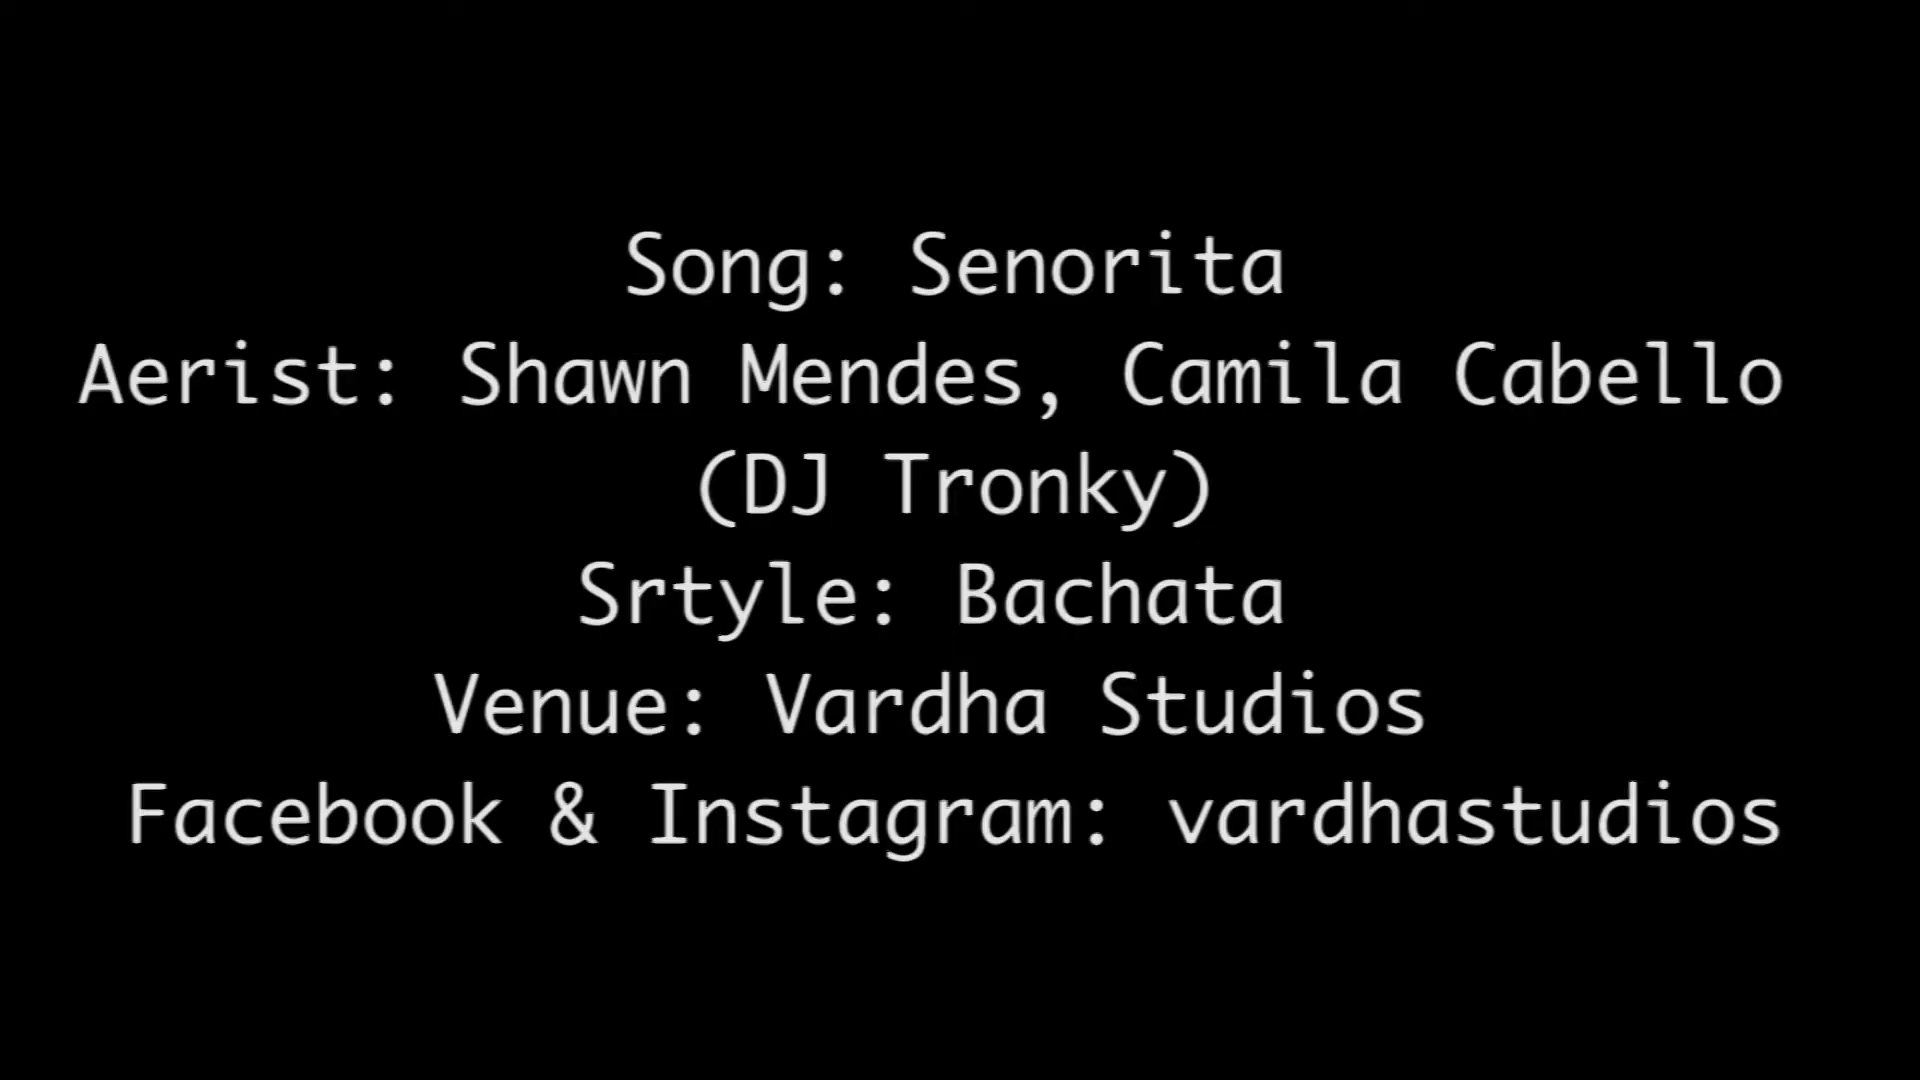 Song: Senorita
Aerist: Shawn Mendes, Camila Cabello
(DJ Tronky)
Srtyle: Bachata
Venue: Vardha Studios
Facebook & Instagram: vardhastudios